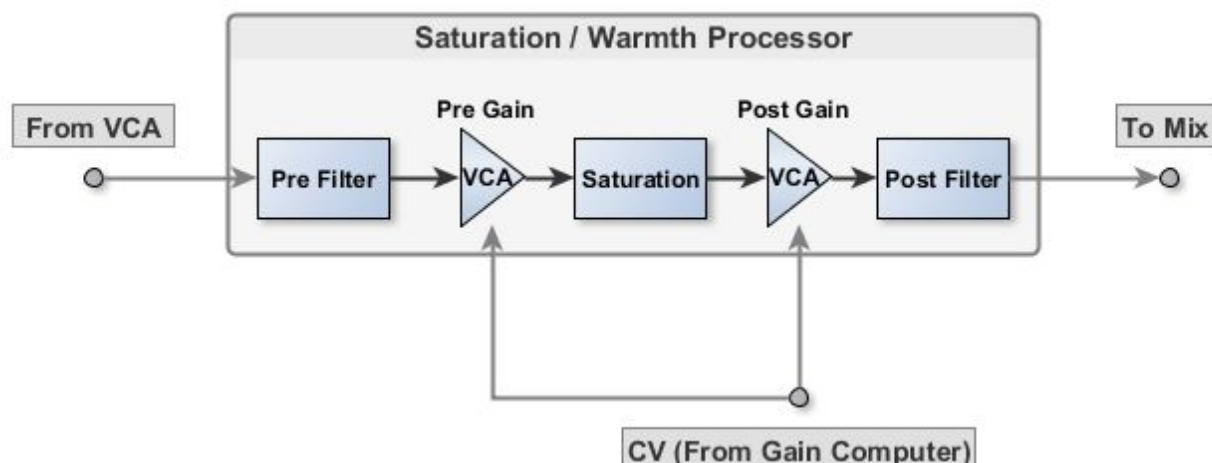 Saturation / Warmth Processor
Pre Gain
Post Gain
From VCA
To Mix
Pre Filter
VCA
Saturation
VCA
Post Filter
CV (From Gain Computer)